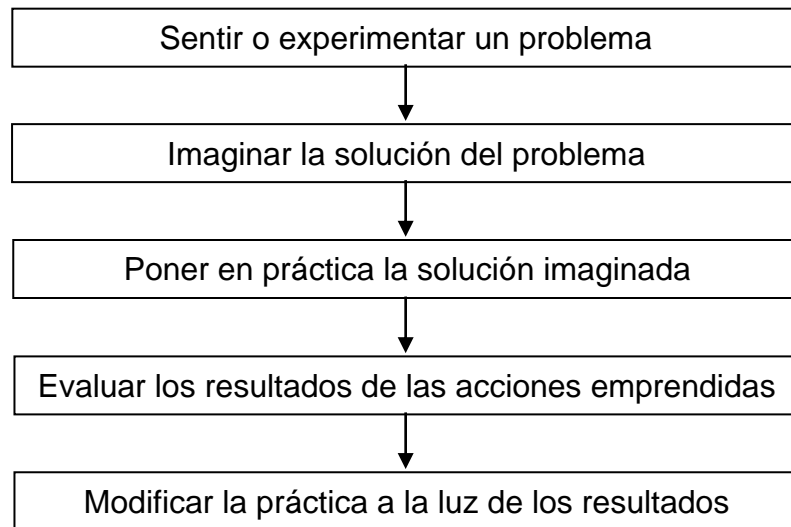 Sentir o experimentar un problema
Imaginar la solución del problema
Poner en práctica la solución imaginada
Evaluar los resultados de las acciones emprendidas
Modificar la práctica a la luz de los resultados